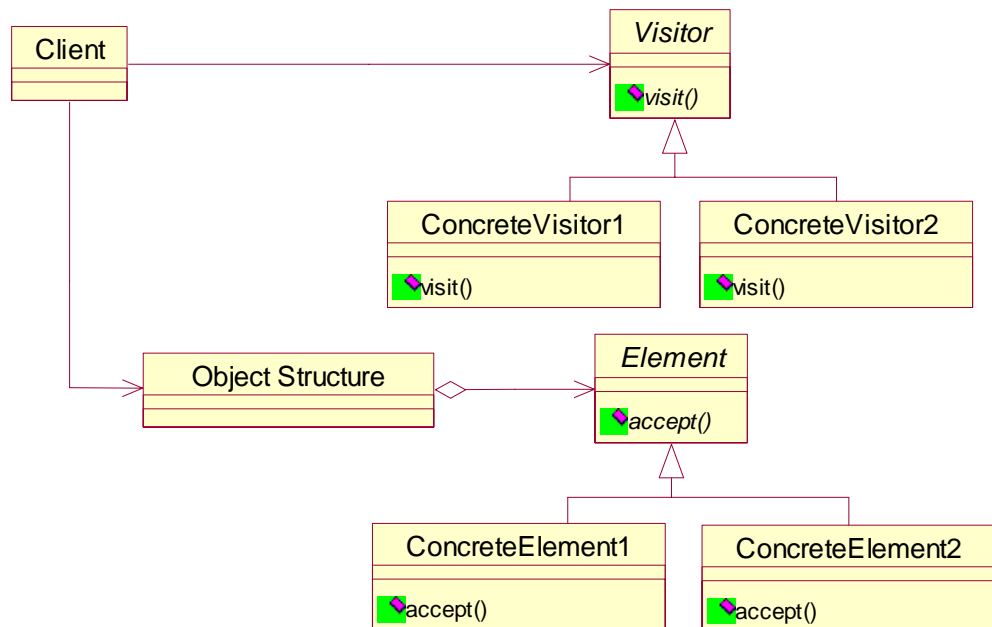 Client
Visitor
visit()
ConcreteVisitor1
visit()
ConcreteVisitor2
visit()
Object Structure
Element
accept()
ConcreteElement1
accept()
ConcreteElement2
accept()